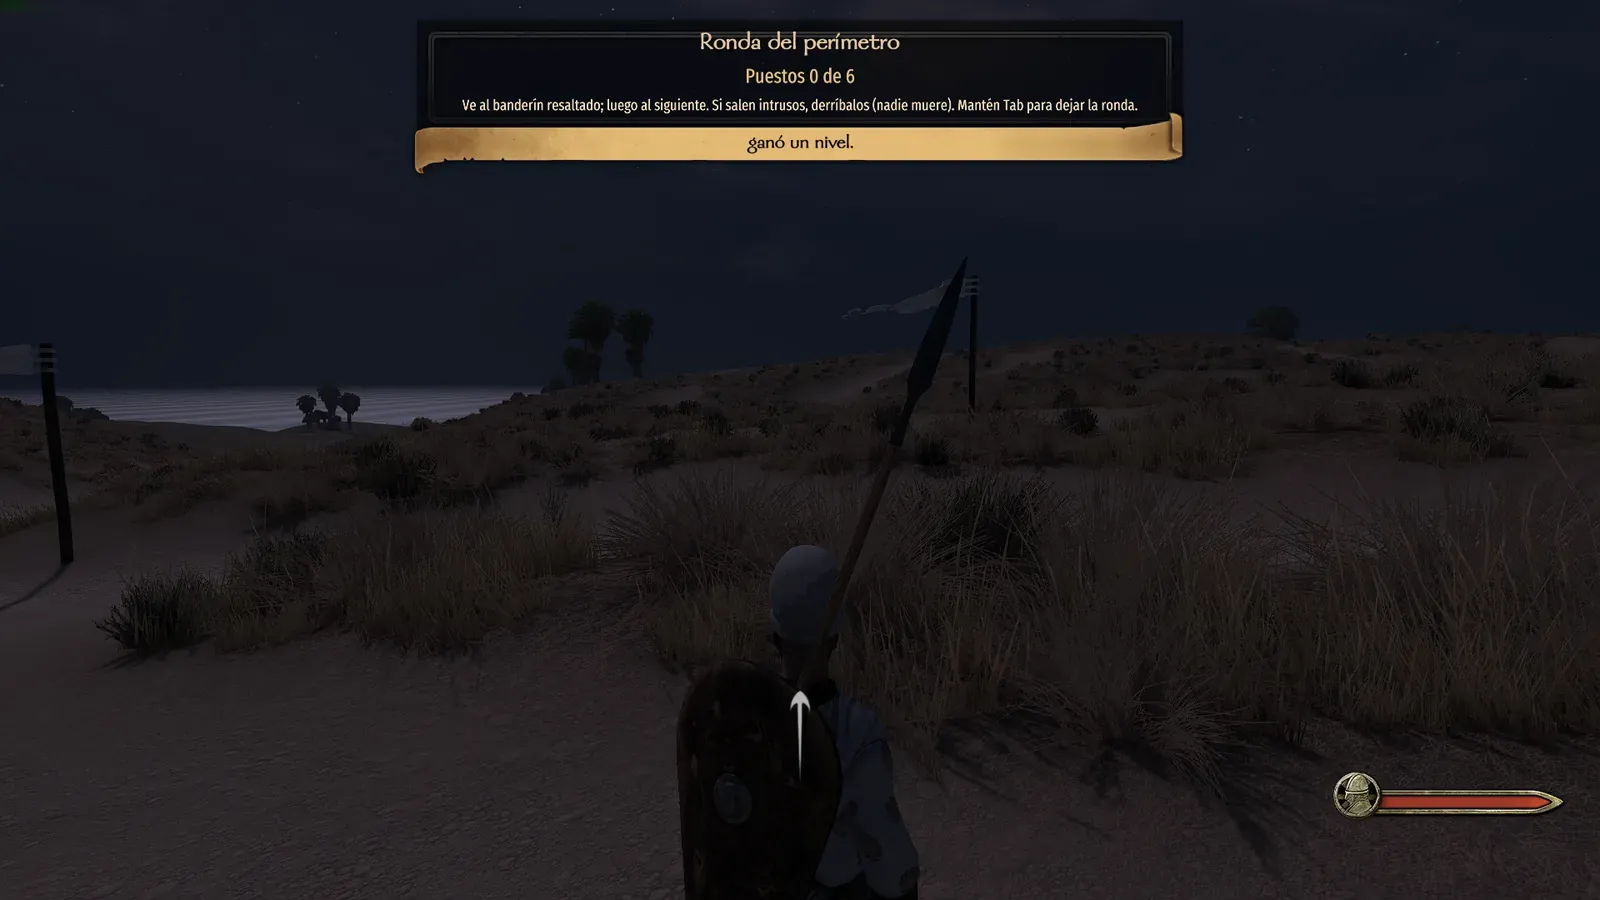 Ronda del perímetro
Puestos 0 de 6
Ve al banderín resaltado; luego al siguiente. Si salen intrusos, derríbalos (nadie muere). Mantén Tab para dejar la ronda.
ganó un nivel.